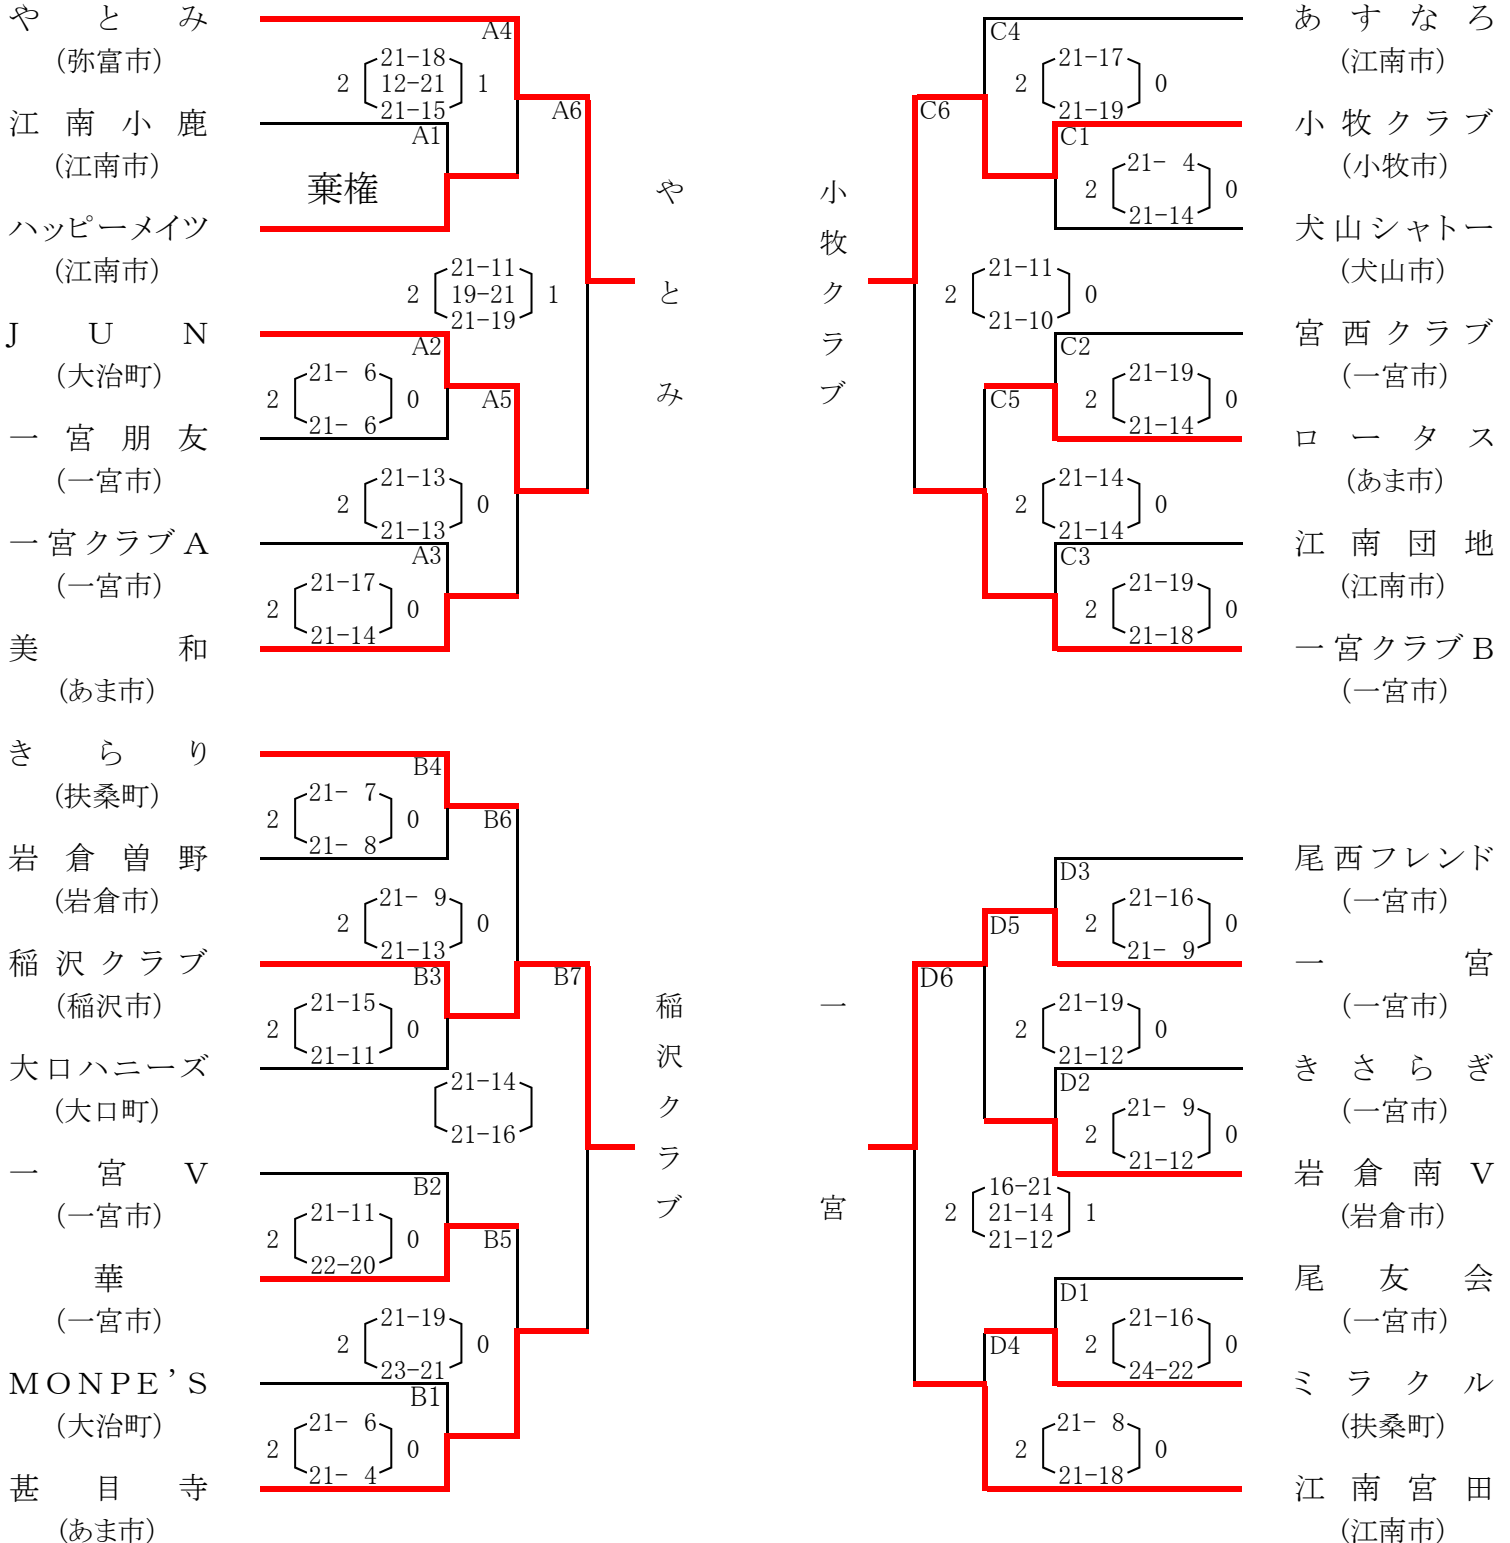 や と み
(弥富市)
A4
21-18
2 12-21 1
21-15
江 南 小 鹿
(江南市)
A1
A6
棄権
ハッピーメイツ
(江南市)
21-11
2 19-21 1
21-19
J U N
(大治町)
A2
21- 6
2 0
21- 6
A5
一 宮 朋 友
(一宮市)
21-13
2 0
21-13
一宮クラブA
(一宮市)
A3
21-17
2 0
21-14
美 和
(あま市)
やとみ
き ら り
(扶桑町)
B4
21- 7
2 0
21- 8
B6
岩 倉 曽 野
(岩倉市)
21- 9
2 0
21-13
稲 沢 ク ラ ブ
(稲沢市)
B3
B7
21-15
2 0
21-11
大口ハニーズ
(大口町)
21-14
21-16
一 宮 V
(一宮市)
B2
21-11
2 0
22-20
B5
華
(一宮市)
21-19
2 0
23-21
MONPE'S
(大治町)
B1
21- 6
2 0
21- 4
甚 目 寺
(あま市)
稲沢クラブ
小牧クラブ
あ す な ろ
(江南市)
C4
21-17
2 0
21-19
C6
小 牧 ク ラ ブ
(小牧市)
C1
21- 4
2 0
21-14
犬山シャトー
(犬山市)
21-11
2 0
21-10
宮 西 ク ラ ブ
(一宮市)
C2
21-19
2 0
21-14
C5
ロ ー タ ス
(あま市)
21-14
2 0
21-14
江 南 団 地
(江南市)
C3
21-19
2 0
21-18
一宮クラブB
(一宮市)
一宮
尾西フレンド
(一宮市)
D3
21-16
2 0
21- 9
D5
一 宮
(一宮市)
D6
21-19
2 0
21-12
き さ ら ぎ
(一宮市)
D2
21- 9
2 0
21-12
岩 倉 南 V
(岩倉市)
16-21
2 21-14 1
21-12
尾 友 会
(一宮市)
D1
21-16
2 0
24-22
D4
ミ ラ ク ル
(扶桑町)
21- 8
2 0
21-18
江 南 宮 田
(江南市)